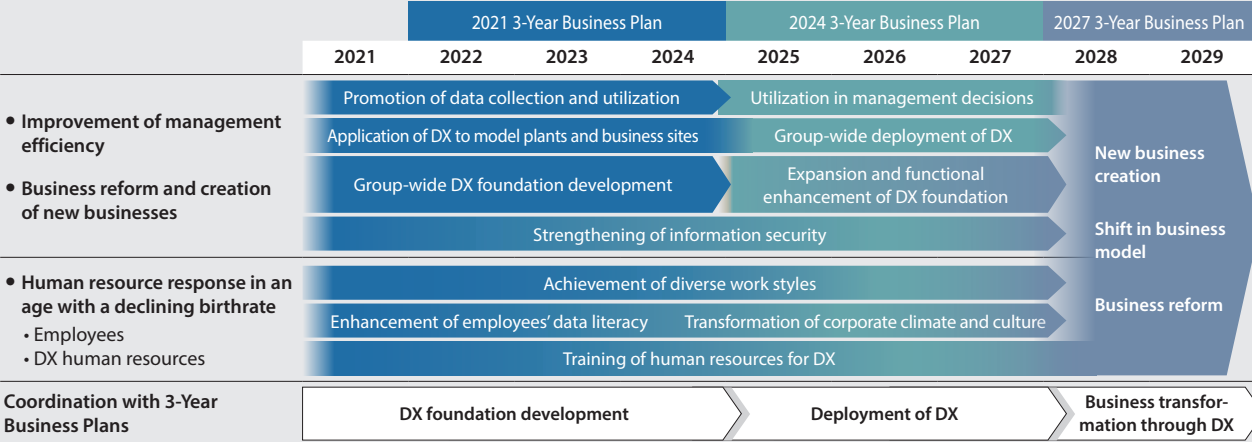 2021 3-Year Business Plan
2024 3-Year Business Plan
2027 3-Year Business Plan
2021
2022
2023
2024
2025
2026
2027
2028
2029
• Improvement of management
efficiency
• Business reform and creation
of new businesses
Promotion of data collection and utilization
Utilization in management decisions
Application of DX to model plants and business sites
Group-wide deployment of DX
Group-wide DX foundation development
Expansion and functional
enhancement of DX foundation
Strengthening of information security
• Human resource response in an
age with a declining birthrate
• Employees
• DX human resources
Achievement of diverse work styles
Enhancement of employees' data literacy
Transformation of corporate climate and culture
Training of human resources for DX
New business
creation
Shift in business
model
Business reform
Coordination with 3-Year
Business Plans
DX foundation development
Deployment of DX
Business transfor-
mation through DX